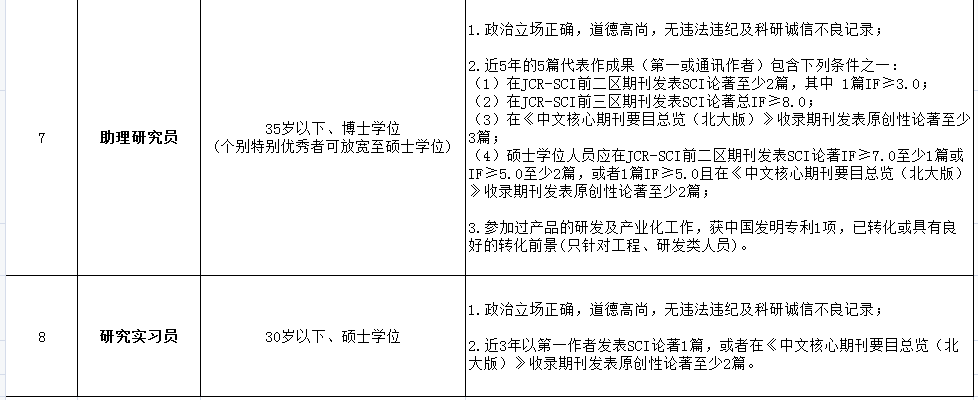 7
助理研究员
35岁以下、博士学位
(个别特别优秀者可放宽至硕士学位)
1.政治立场正确，道德高尚，无违法违纪及科研诚信不良记录；
2.近5年的5篇代表作成果（第一或通讯作者）包含下列条件之一：
（1）在JCR-SCI前二区期刊发表SCI论著至少2篇，其中 1篇IF≥3.0；
（2）在JCR-SCI前三区期刊发表SCI论著总IF≥8.0；
（3）在《中文核心期刊要目总览（北大版）》收录期刊发表原创性论著至少
3篇；
（4）硕士学位人员应在JCR-SCI前二区期刊发表SCI论著IF≥7.0至少1篇或
IF≥5.0至少2篇，或者1篇IF≥5.0且在《中文核心期刊要目总览（北大版）
》收录期刊发表原创性论著至少2篇；
3.参加过产品的研发及产业化工作，获中国发明专利1项，已转化或具有良
好的转化前景(只针对工程、研发类人员)。
8
研究实习员
30岁以下、硕士学位
1.政治立场正确，道德高尚，无违法违纪及科研诚信不良记录；
2.近3年以第一作者发表SCI论著1篇，或者在《中文核心期刊要目总览（北
大版）》收录期刊发表原创性论著至少2篇。